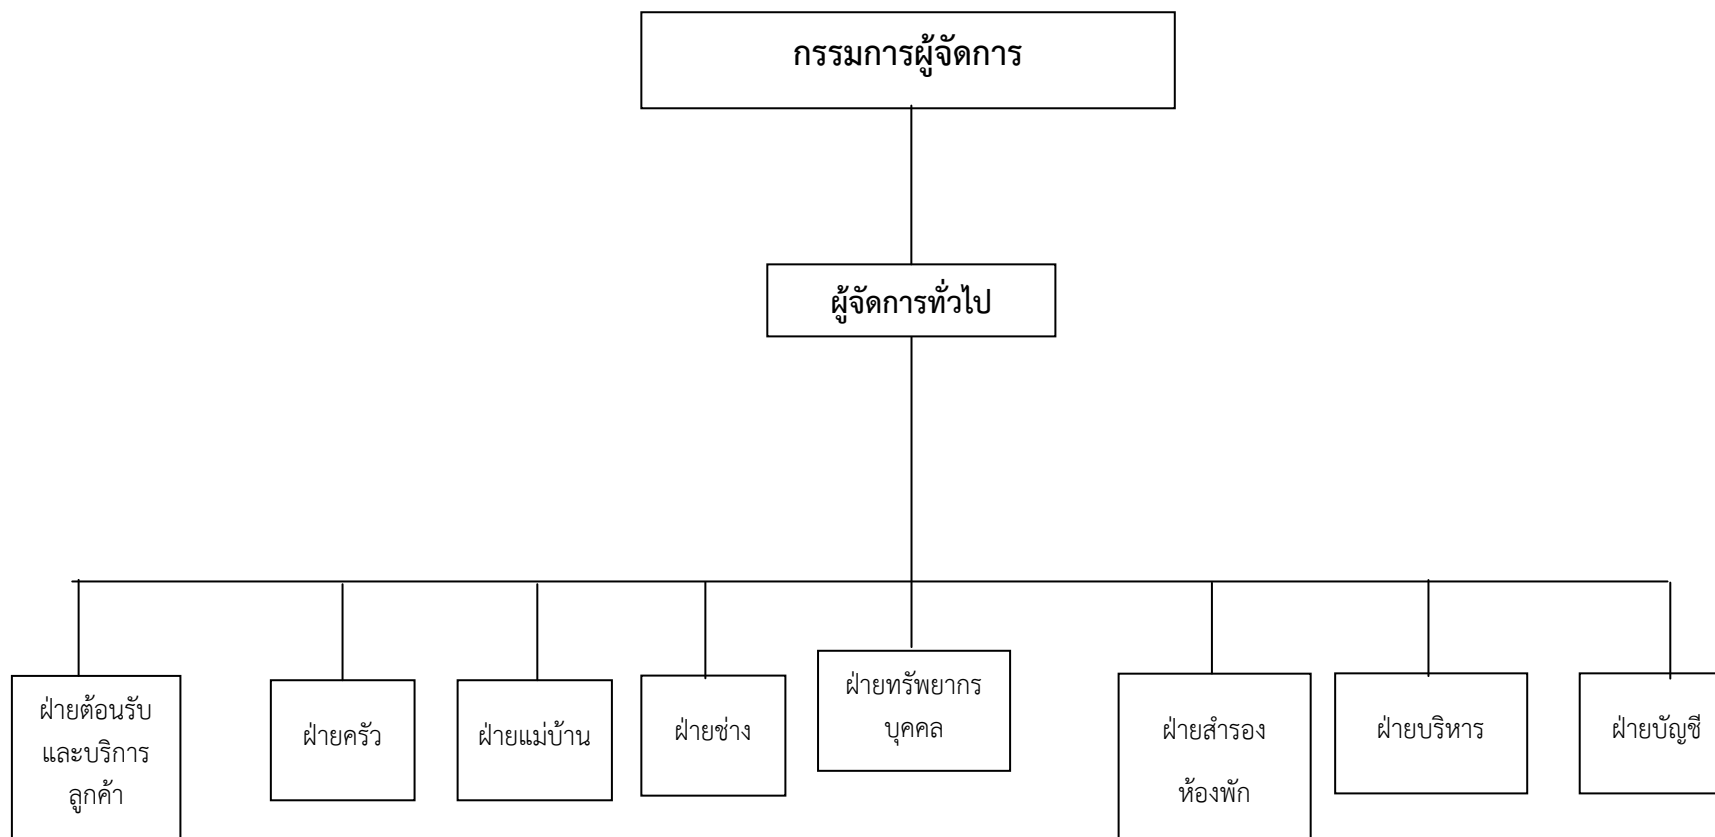 กรรมการผู้จัดการ
ผู้จัดการทั่วไป
ฝ่ายต้อนรับ
และบริการ
ลูกค้า
ฝ่ายครัว
ฝ่ายแม่บ้าน
ฝ่ายช่าง
ฝ่ายทรัพยากร
บุคคล
ฝ่ายสำรอง
ห้องพัก
ฝ่ายบริหาร
ฝ่ายบัญชี